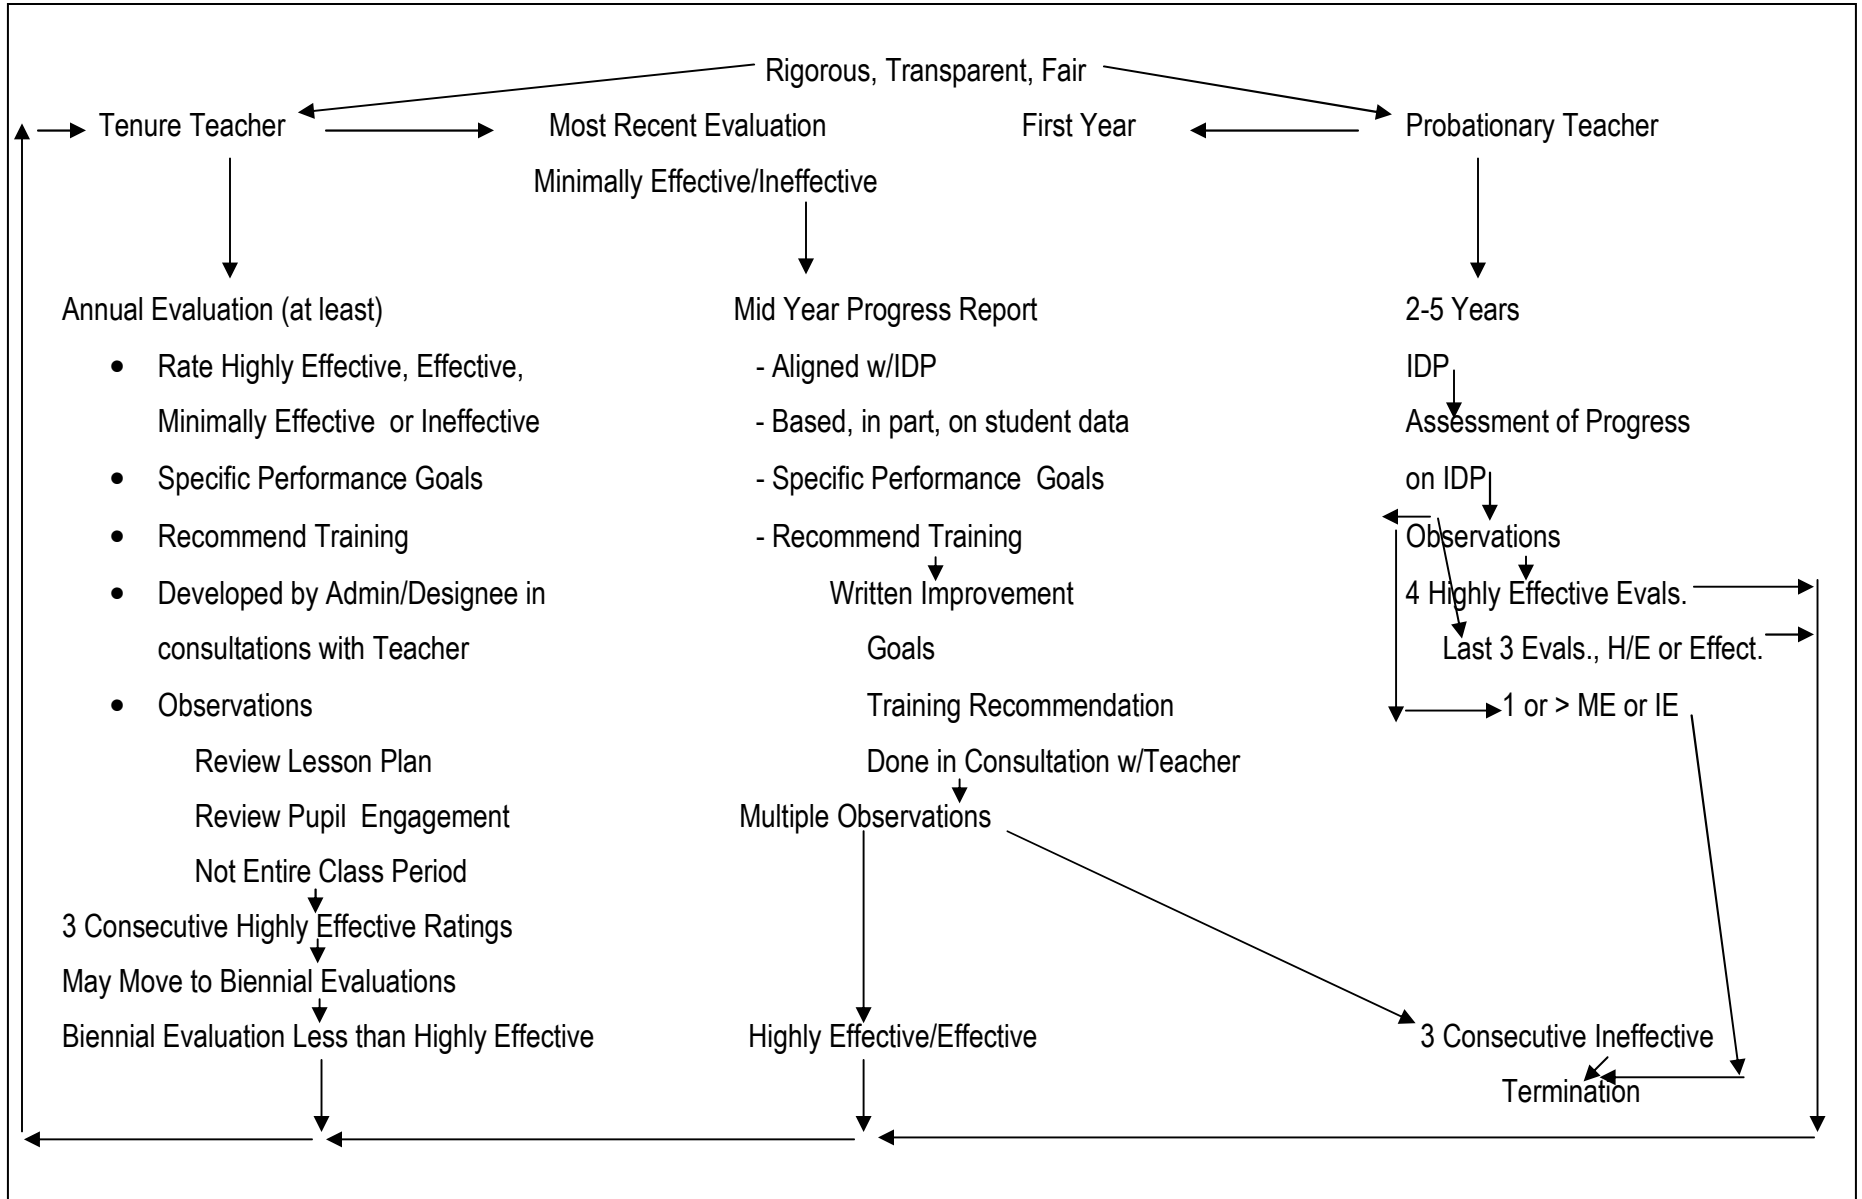 Rigorous, Transparent, Fair
Tenure Teacher
Most Recent Evaluation
First Year
Probationary Teacher
Minimally Effective/Ineffective
Annual Evaluation (at least)
• Rate Highly Effective, Effective,
Minimally Effective or Ineffective
• Specific Performance Goals
• Recommend Training
• Developed by Admin/Designee in
consultations with Teacher
• Observations
Review Lesson Plan
Review Pupil Engagement
Not Entire Class Period
3 Consecutive Highly Effective Ratings
May Move to Biennial Evaluations
Biennial Evaluation Less than Highly Effective
Mid Year Progress Report
- Aligned w/IDP
- Based, in part, on student data
- Specific Performance Goals
- Recommend Training
Written Improvement
Goals
Training Recommendation
Done in Consultation w/Teacher
Multiple Observations
Highly Effective/Effective
2-5 Years
IDP
Assessment of Progress
on IDP
Observations
4 Highly Effective Evals.
Last 3 Evals., H/E or Effect.
1 or > ME or IE
3 Consecutive Ineffective
Termination